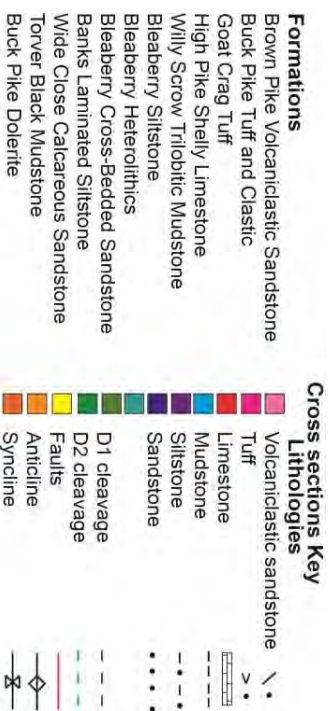 Cross sections Key
Formations
Brown Pike Volcaniclastic Sandstone
Buck Pike Tuff and Clastic
Goat Crag Tuff
High Pike Shelly Limestone
Willy Scrow Trilobitic Mudstone
Bleaberry Siltstone
Bleaberry Heterolithics
Bleaberry Cross-Bedded Sandstone
Banks Laminated Siltstone
Wide Close Calcareous Sandstone
Torver Black Mudstone
Buck Pike Dolerite
Lithologies
Volcaniclastic sandstone
Tuff
Limestone
Mudstone
Siltstone
Sandstone
D1 cleavage
D2 cleavage
Faults
Anticline
Syncline